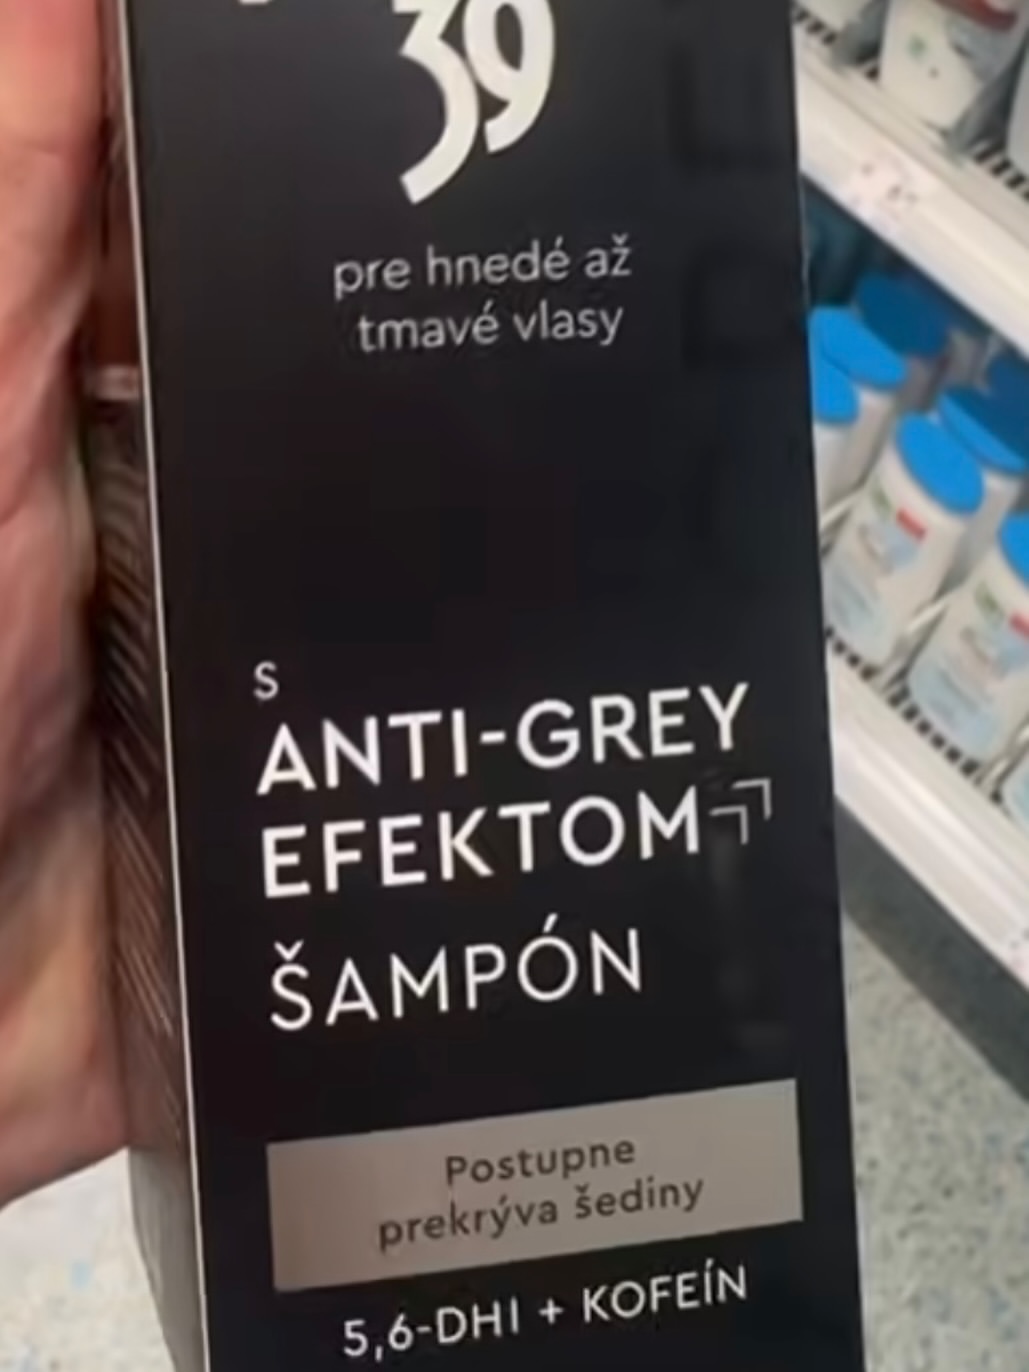 39
pre hnedé až
tmavé vlasy
S
ANTI-GREY
EFEKTOM
ŠAMPÓN
Postupne
prekrýva šediny
5,6-DHI + KOFEÍN